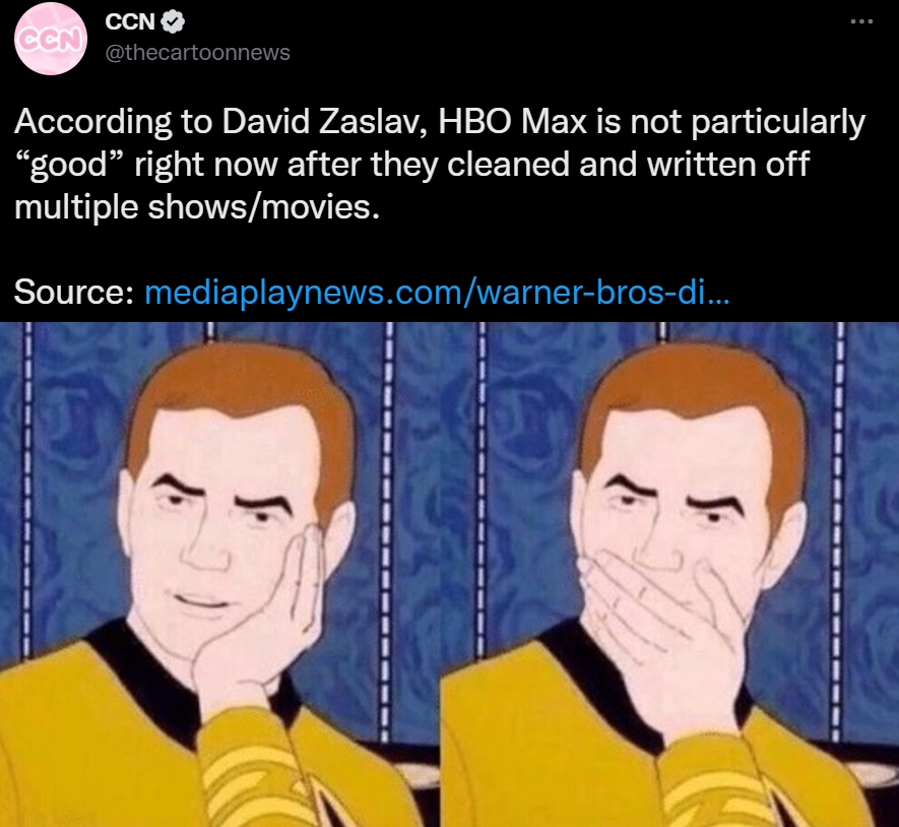 CCN
CCN
@thecartoonnews
According to David Zaslav, HBO Max is not particularly
“good” right now after they cleaned and written off
multiple shows/movies.
Source: mediaplaynews.com/warner-bros-di...